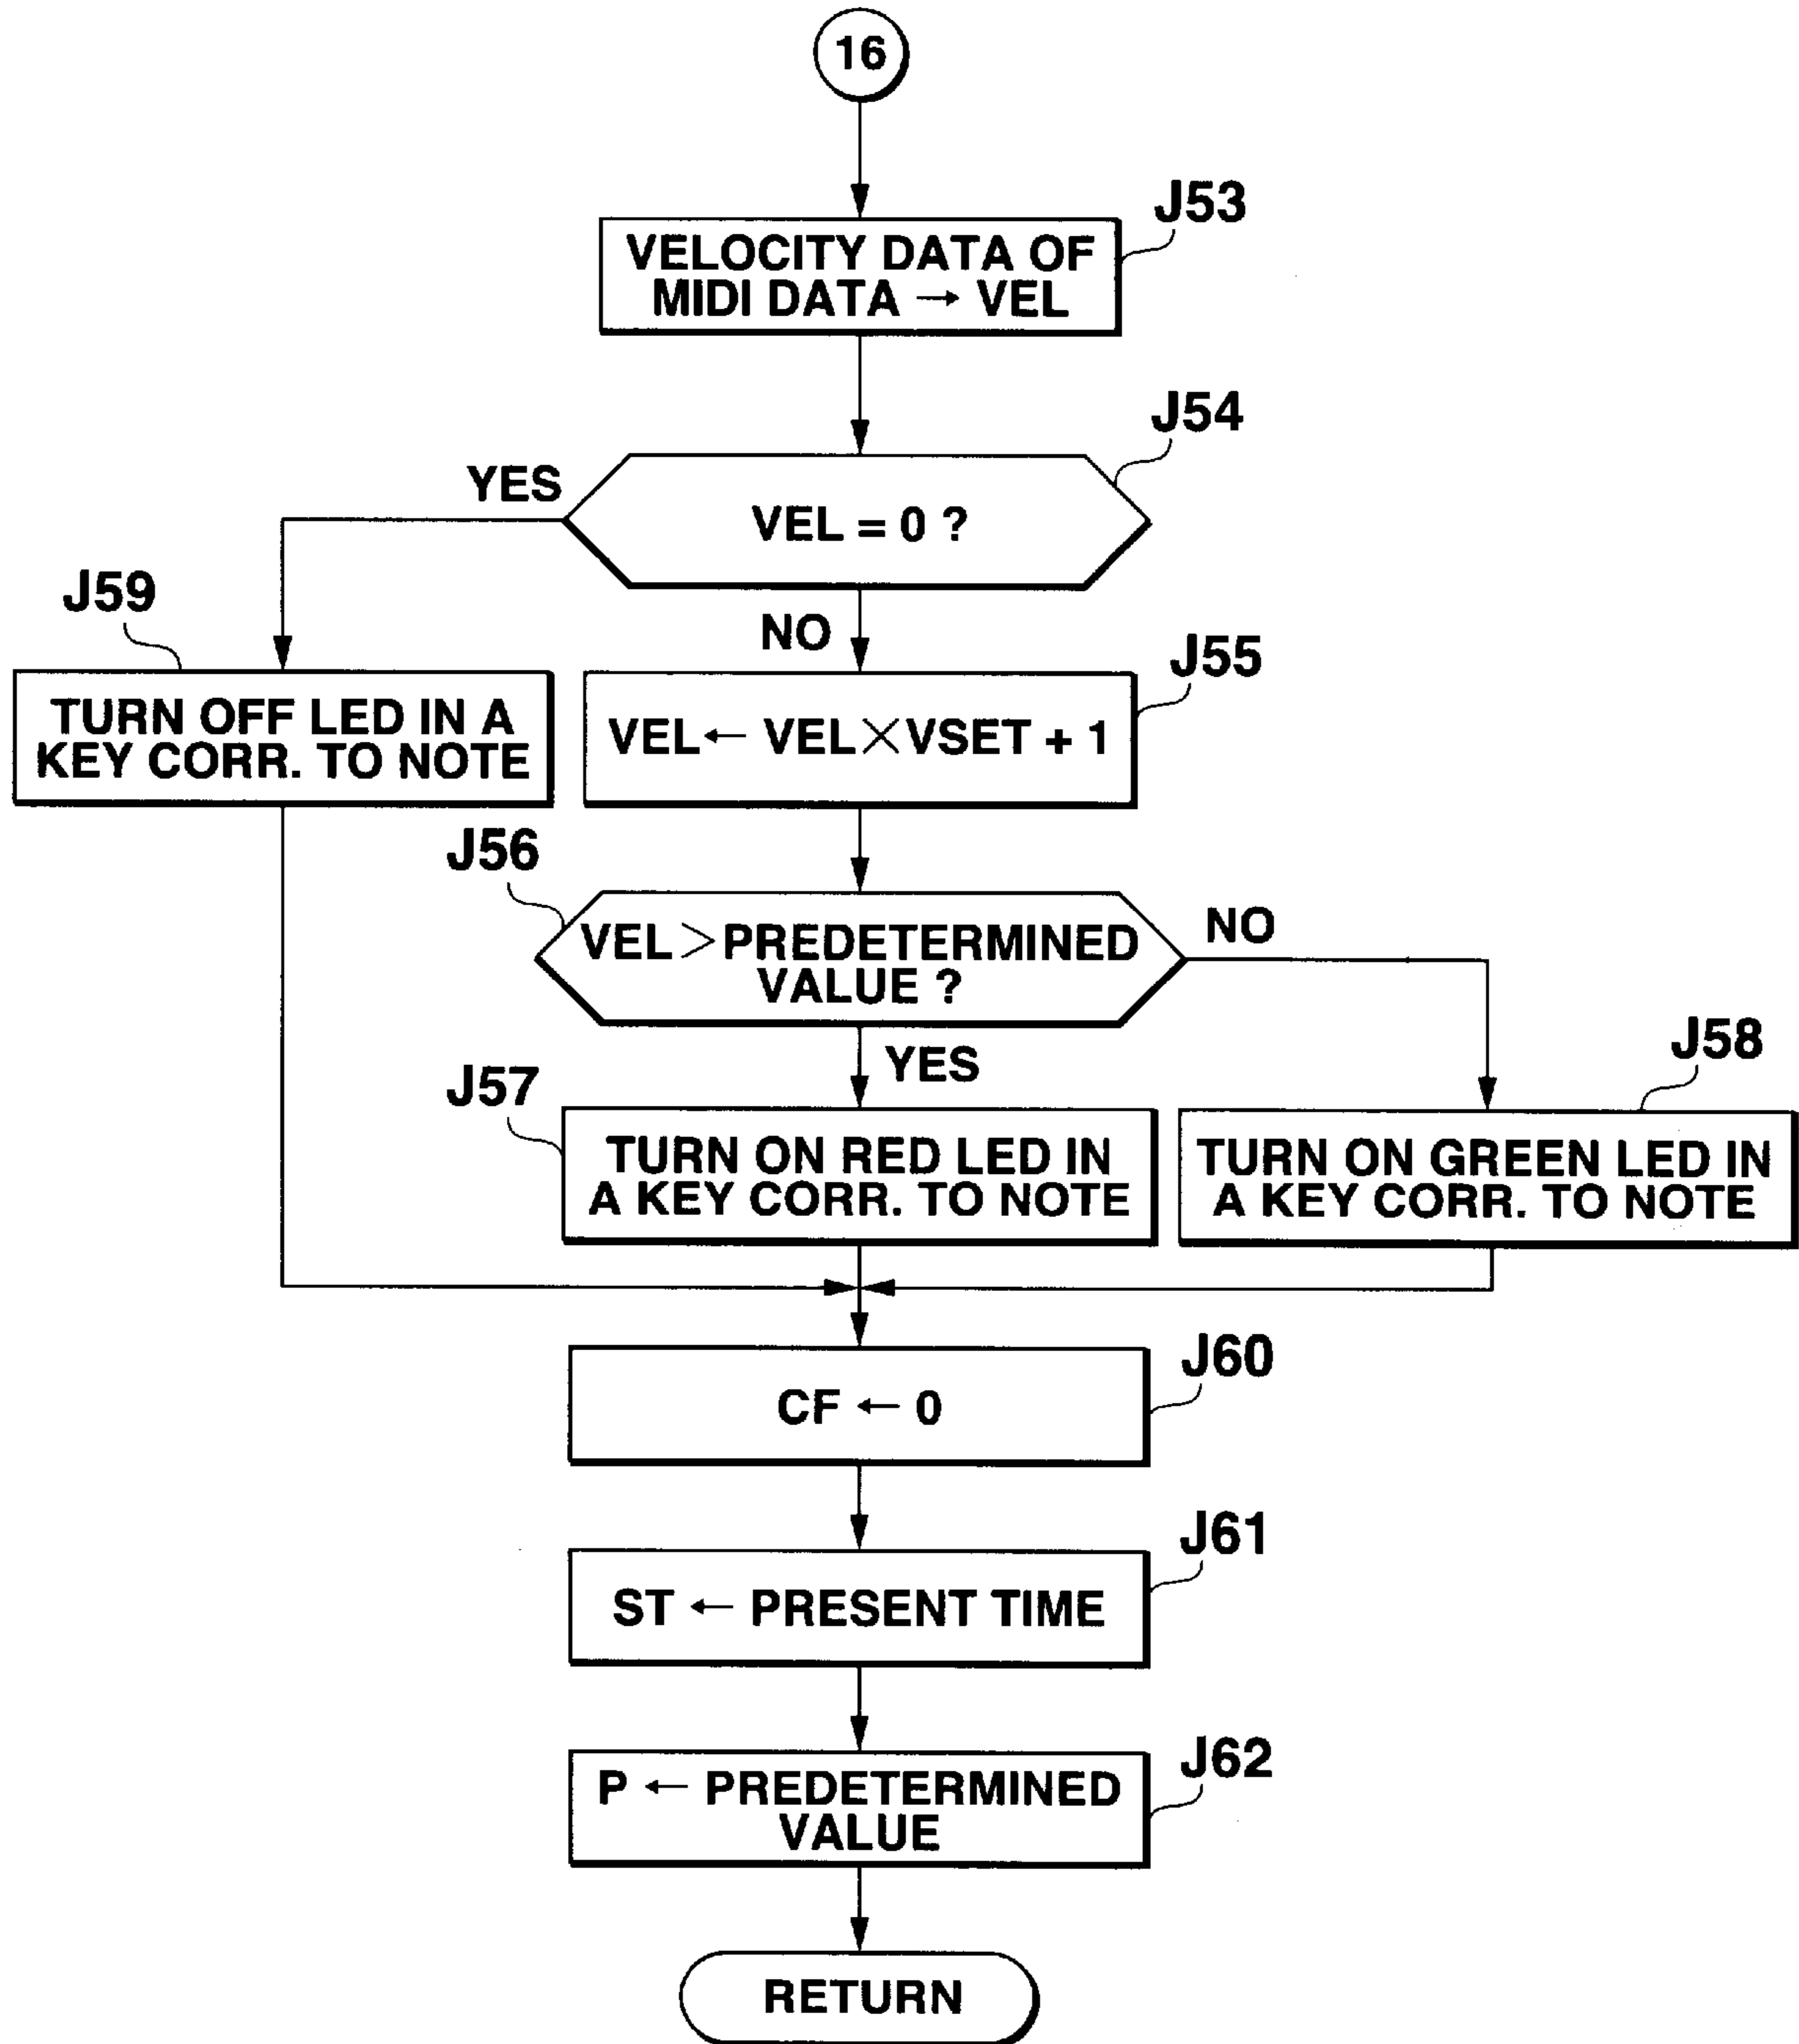 16
J53
VELOCITY DATA OF
MIDI DATA → VEL
J54
YES
VEL = 0 ?
J59
NO
J55
TURN OFF LED IN A
KEY CORR. TO NOTE
VEL ← VEL × VSET + 1
J56
VEL > PREDETERMINED
VALUE ?
NO
YES
J58
J57
TURN ON RED LED IN
A KEY CORR. TO NOTE
TURN ON GREEN LED IN
A KEY CORR. TO NOTE
J60
CF ← 0
J61
ST ← PRESENT TIME
J62
P ← PREDETERMINED
VALUE
RETURN